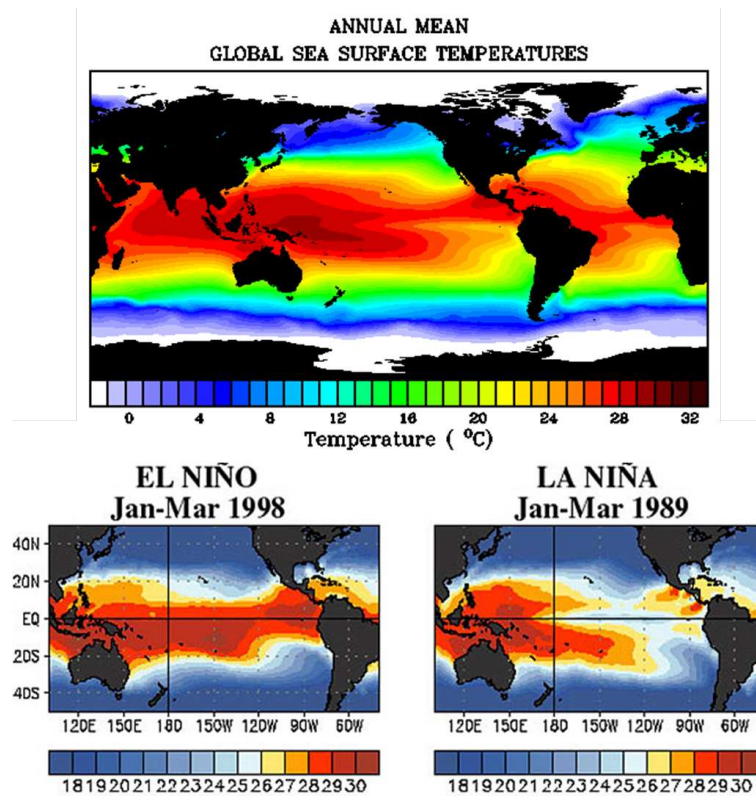 ANNUAL MEAN
GLOBAL SEA SURFACE TEMPERATURES
0 4 8 12 16 20 24 28 32
Temperature ( °C)
EL NIÑO
Jan-Mar 1998
40N
20N
EQ
20S
40S
120E 150E 180 150W 120W 90W 60W
18 19 20 21 22 23 24 25 26 27 28 29 30
LA NIÑA
Jan-Mar 1989
120E 150E 180 150W 120W 90W 60W
18 19 20 21 22 23 24 25 26 27 28 29 30